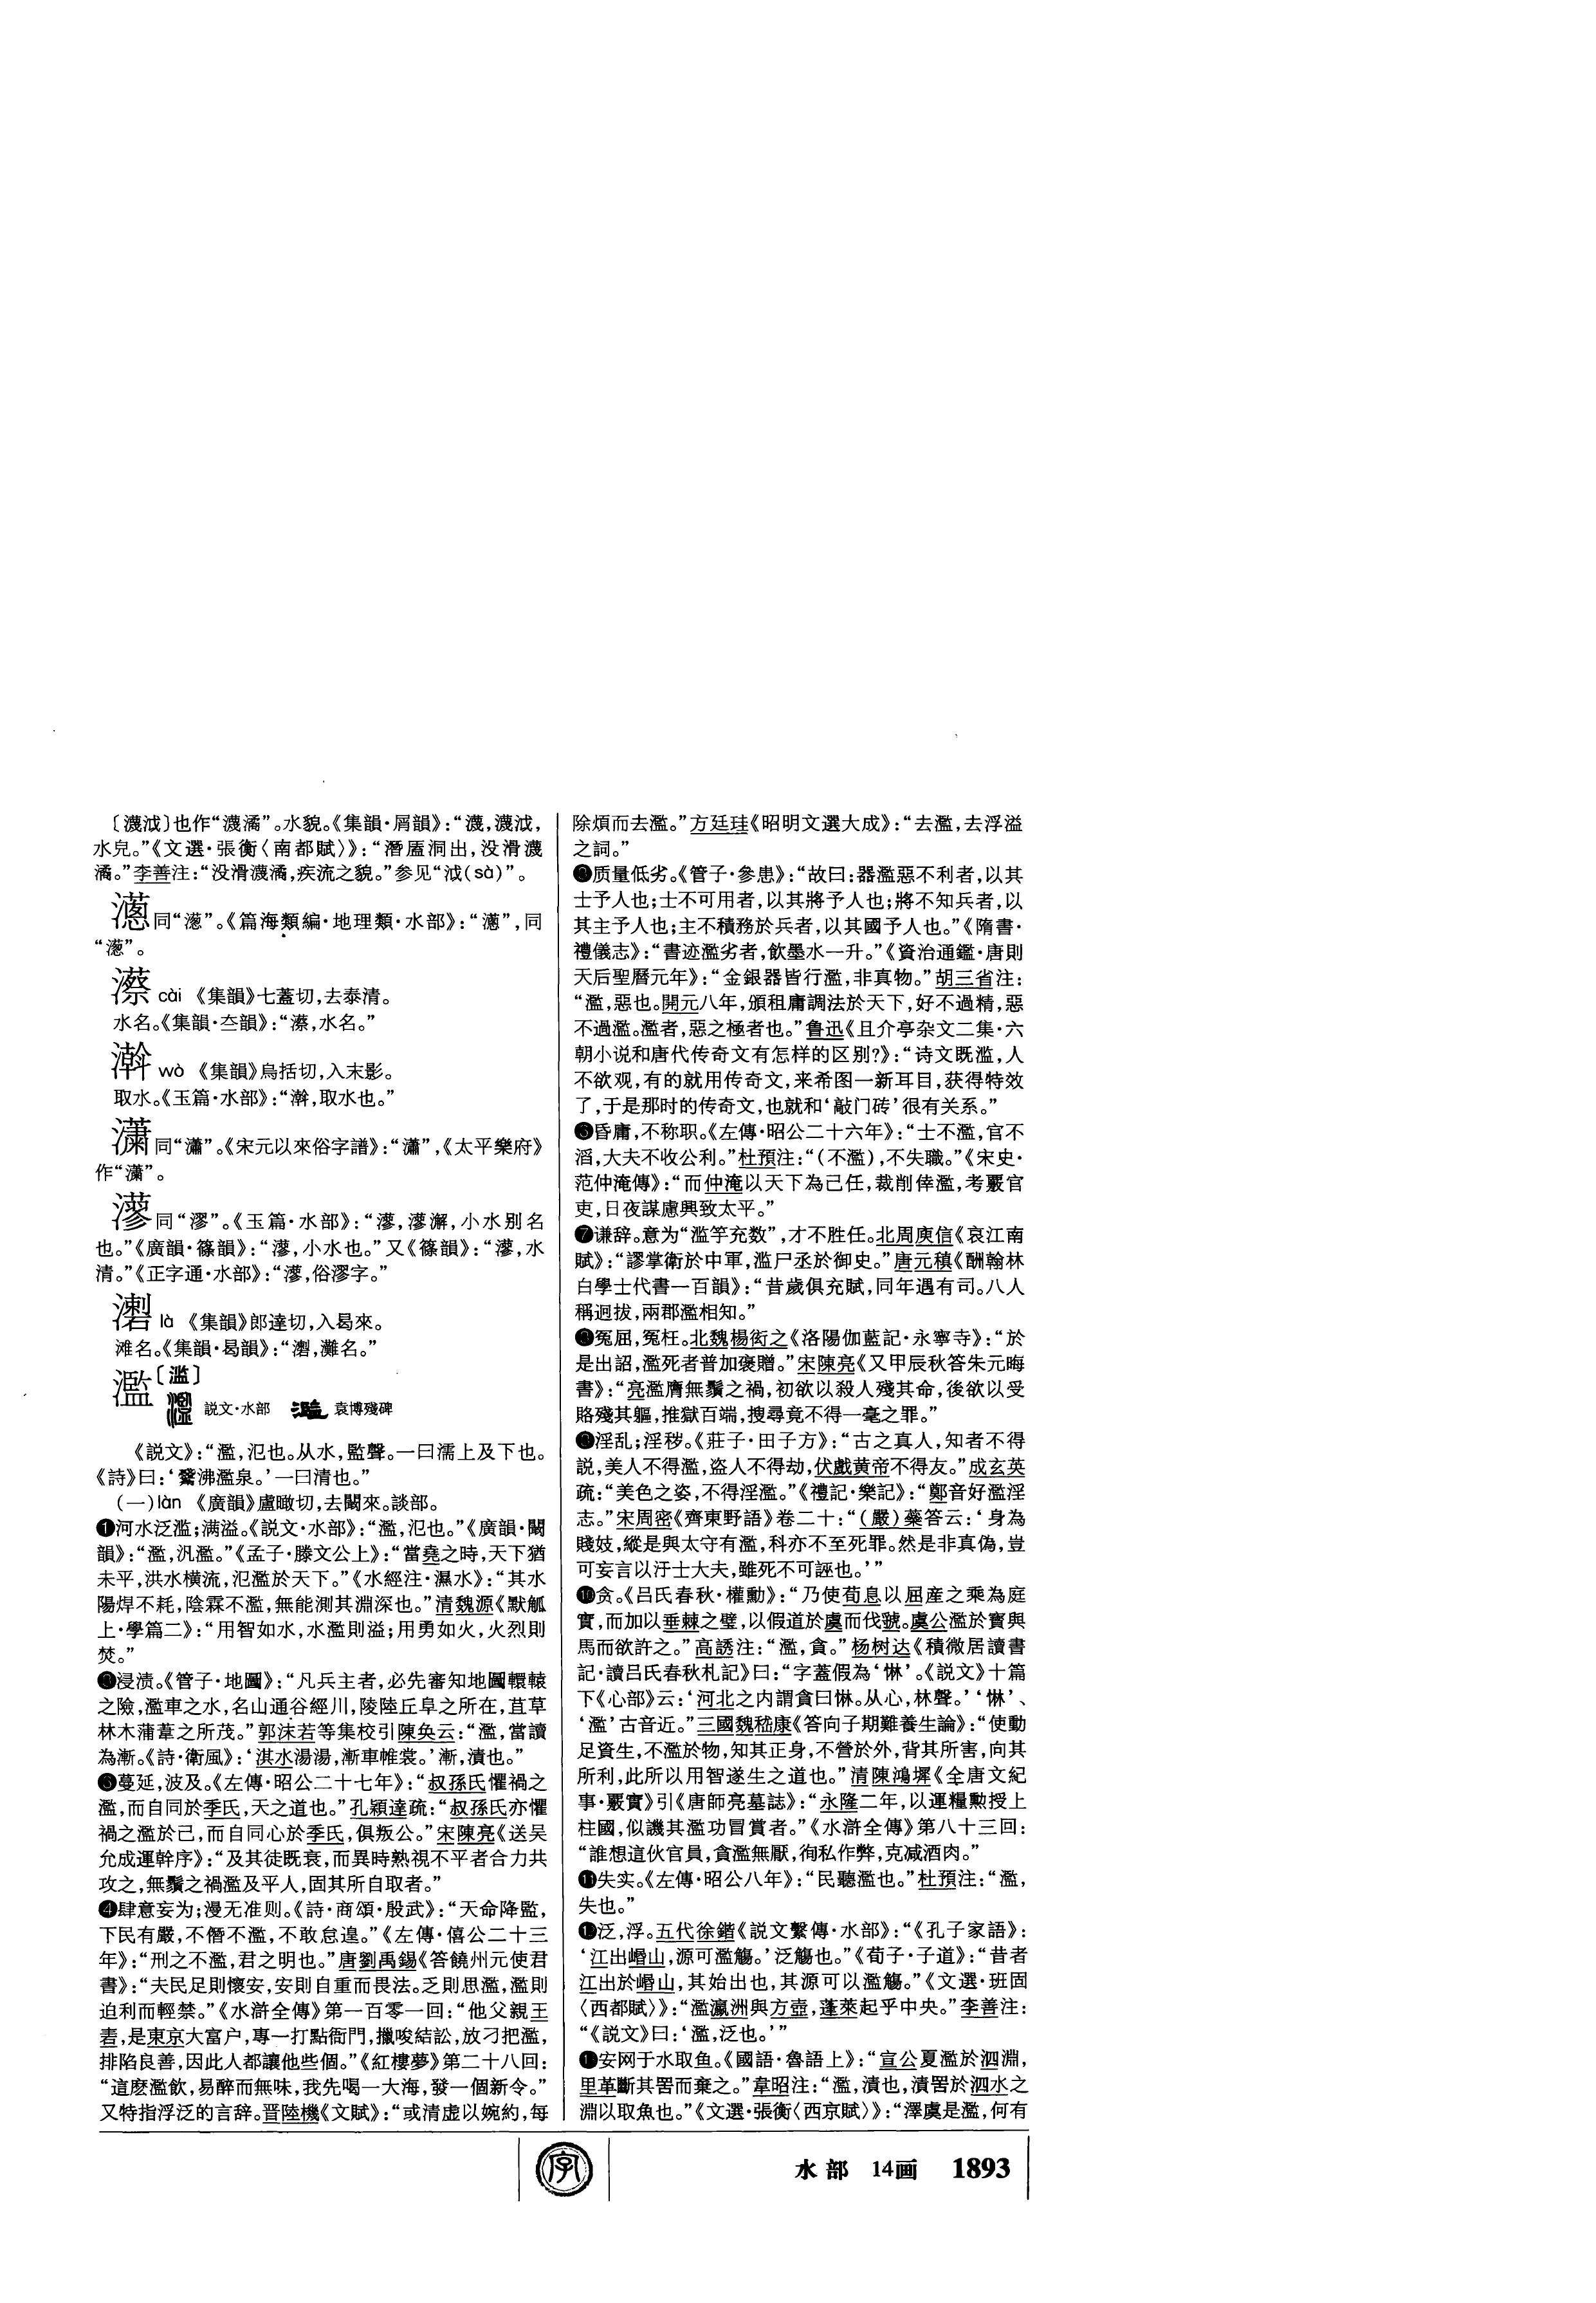 〔瀎泧〕也作“瀎潏”。水貌。《集韻·屑韻》：“瀎，瀎泧，
水皃。”《文選·張衡〈南都賦〉》：“潛㕎洞出，没滑瀎
潏。”李善注：“没滑瀎潏，疾流之貌。”参见“泧(sà)”。
同“漗”。《篇海類編·地理類·水部》：同
“漗”。
㵰 cài 《集韻》七蓋切，去泰清。
水名。《集韻·夳韻》：“㵰，水名。”
wò 《集韻》烏括切，入末影。
取水。《玉篇·水部》：取水也。”
同“瀟”。《宋元以來俗字譜》：“瀟”，《太平樂府》
作
同“漻”。《玉篇·水部》：小水别名
也。”《廣韻·篠韻》：小水也。”又《篠韻》：水
清。”《正字通·水部》：俗漻字。”
là 《集韻》郎達切，入曷來。
滩名。《集韻·曷韻》：灘名。”
濫〔滥〕
説文·水部 袁博殘碑
《説文》：“濫，氾也。从水，監聲。一曰濡上及下也。
《詩》曰：‘觱沸濫泉。’一曰清也。”
(一)làn 《廣韻》盧瞰切，去闞來。談部。
❶河水泛滥；满溢。《説文·水部》：“濫，氾也。”《廣韻·闞
韻》：“濫，汎濫。”《孟子·滕文公上》：“當堯之時，天下猶
未平，洪水横流，氾濫於天下。”《水經注·濕水》：“其水
陽焊不耗，陰霖不濫，無能測其淵深也。”清魏源《默觚
上·學篇二》：“用智如水，水濫則溢；用勇如火，火烈則
焚。”
❷浸渍。《管子·地圖》：“凡兵主者，必先審知地圖轘轅
之險，濫車之水，名山通谷經川，陵陸丘阜之所在，苴草
林木蒲葦之所茂。”郭沫若等集校引陳奂云：“濫，當讀
為漸。《詩·衛風》：‘淇水湯湯，漸車帷裳。’漸，漬也。”
❸蔓延，波及。《左傳·昭公二十七年》：“叔孫氏懼禍之
濫，而自同於季氏，天之道也。”孔穎達疏：“叔孫氏亦懼
禍之濫於己，而自同心於季氏，俱叛公。”宋陳亮《送吴
允成運幹序》：“及其徒既衰，而異時熟視不平者合力共
攻之，無鬚之禍濫及平人，固其所自取者。”
❹肆意妄为；漫无准则。《詩·商頌·殷武》：“天命降監，
下民有嚴，不僭不濫，不敢怠遑。”《左傳·僖公二十三
年》：“刑之不濫，君之明也。”唐劉禹錫《答饒州元使君
書》：“夫民足則懷安，安則自重而畏法。乏則思濫，濫則
迫利而輕禁。”《水滸全傳》第一百零一回：“他父親王
砉，是東京大富户，專一打點衙門，攛唆結訟，放刁把濫，
排陷良善，因此人都讓他些個。”《紅樓夢》第二十八回：
“這麽濫飲，易醉而無味，我先喝一大海，發一個新令。”
又特指浮泛的言辞。晋陸機《文賦》：“或清虚以婉約，每
除煩而去濫。”方廷珪《昭明文選大成》：“去濫，去浮溢
之詞。”
❺质量低劣。《管子·參患》：“故曰：器濫惡不利者，以其
士予人也；士不可用者，以其將予人也；將不知兵者，以
其主予人也；主不積務於兵者，以其國予人也。”《隋書·
禮儀志》：“書迹濫劣者，飲墨水一升。”《資治通鑑·唐則
天后聖曆元年》：“金銀器皆行濫，非真物。”胡三省注：
“濫，惡也。開元八年，頒租庸調法於天下，好不過精，惡
不過濫。濫者，惡之極者也。”鲁迅《且介亭杂文二集·六
朝小说和唐代传奇文有怎样的区别?》：“诗文既滥，人
不欲观，有的就用传奇文，来希图一新耳目，获得特效
了，于是那时的传奇文，也就和‘敲门砖’很有关系。”
❻昏庸，不称职。《左傳·昭公二十六年》：“士不濫，官不
滔，大夫不收公利。”杜預注：“(不濫)，不失職。”《宋史·
范仲淹傳》：“而仲淹以天下為己任，裁削倖濫，考覈官
吏，日夜謀慮興致太平。”
❼谦辞。意为“滥竽充数”，才不胜任。北周庾信《哀江南
賦》：“謬掌衛於中軍，濫尸丞於御史。”唐元稹《酬翰林
白學士代書一百韻》：“昔歲俱充賦，同年遇有司。八人
稱迥拔，兩郡濫相知。”
❽冤屈，冤枉。北魏楊衒之《洛陽伽藍記·永寧寺》：“於
是出詔，濫死者普加褒贈。”宋陳亮《又甲辰秋答朱元晦
書》：“亮濫膺無鬚之禍，初欲以殺人殘其命，後欲以受
賂殘其軀，推獄百端，搜尋竟不得一毫之罪。”
❾淫乱；淫秽。《莊子·田子方》：“古之真人，知者不得
説，美人不得濫，盗人不得劫，伏戲黄帝不得友。”成玄英
疏：“美色之姿，不得淫濫。”《禮記·樂記》：“鄭音好濫淫
志。”宋周密《齊東野語》卷二十：“(嚴)蘂答云：‘身為
賤妓，縱是與太守有濫，科亦不至死罪。然是非真偽，豈
可妄言以汙士大夫，雖死不可誣也。’”
❿贪。《吕氏春秋·權勳》：“乃使荀息以屈産之乘為庭
實，而加以垂棘之璧，以假道於虞而伐虢。虞公濫於寳與
馬而欲許之。”高誘注：“濫，貪。”杨树达《積微居讀書
記·讀吕氏春秋札記》曰：“字蓋假為‘惏’。《説文》十篇
下《心部》云：‘河北之内謂貪曰惏。从心，林聲。’‘惏’、
‘濫’古音近。”三國魏嵇康《答向子期難養生論》：“使動
足資生，不濫於物，知其正身，不營於外，背其所害，向其
所利，此所以用智遂生之道也。”清陳鴻墀《全唐文紀
事·覈實》引《唐師亮墓誌》：“永隆二年，以運糧勲授上
柱國，似譏其濫功冒賞者。”《水滸全傳》第八十三回：
“誰想道伙官員，貪濫無厭，徇私作弊，克减酒肉。”
⓫失实。《左傳·昭公八年》：“民聽濫也。”杜預注：“濫，
失也。”
⓬泛，浮。五代徐鍇《説文繫傳·水部》：“《孔子家語》：
‘江出㟭山，源可濫觴。’泛觴也。”《荀子·子道》：“昔者
江出於㟭山，其始出也，其源可以濫觴。”《文選·班固
〈西都賦〉》：“濫瀛洲與方壺，蓬萊起乎中央。”李善注：
“《説文》曰：‘濫，泛也。’”
⓭安网于水取鱼。《國語·魯語上》：“宣公夏濫於泗淵，
里革斷其罟而棄之。”韋昭注：“濫，漬也，漬罟於泗水之
淵以取魚也。”《文選·張衡〈西京賦〉》：“澤虞是濫，何有
字
水部 14画 1893